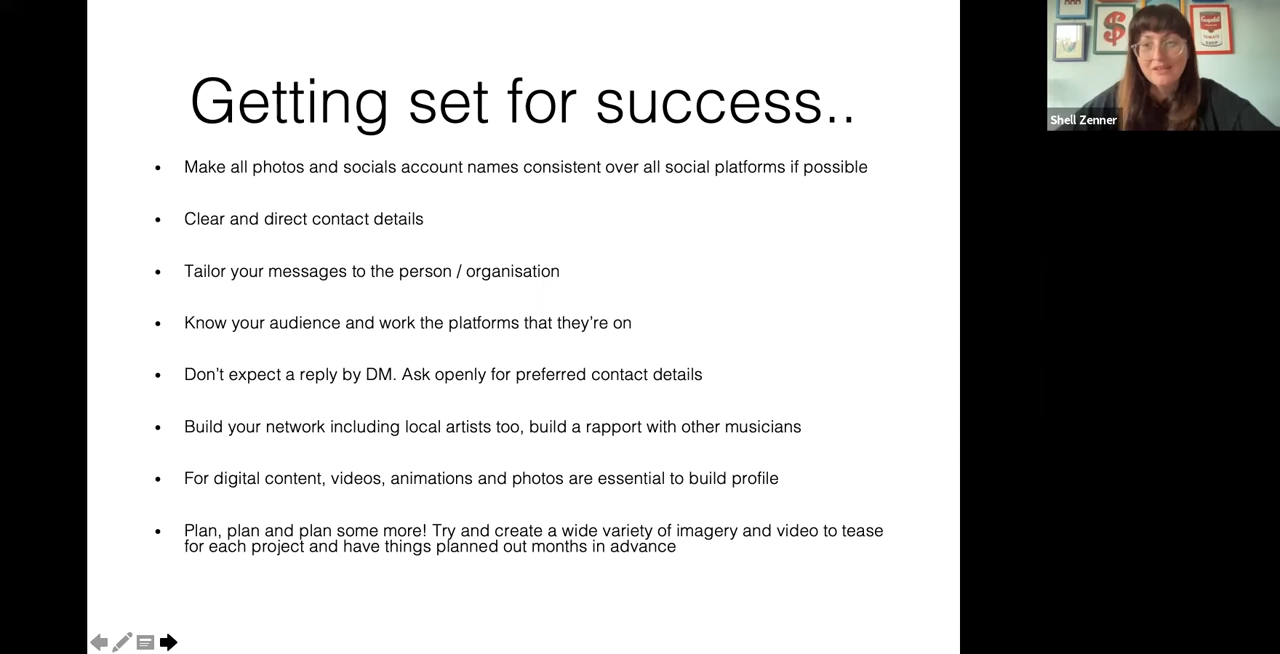 Getting set for success..
• Make all photos and socials account names consistent over all social platforms if possible
• Clear and direct contact details
• Tailor your messages to the person / organisation
• Know your audience and work the platforms that they’re on
• Don’t expect a reply by DM. Ask openly for preferred contact details
• Build your network including local artists too, build a rapport with other musicians
• For digital content, videos, animations and photos are essential to build profile
• Plan, plan and plan some more! Try and create a wide variety of imagery and video to tease
for each project and have things planned out months in advance
$
Campbell's
TOMATO
SOUP
Shell Zenner